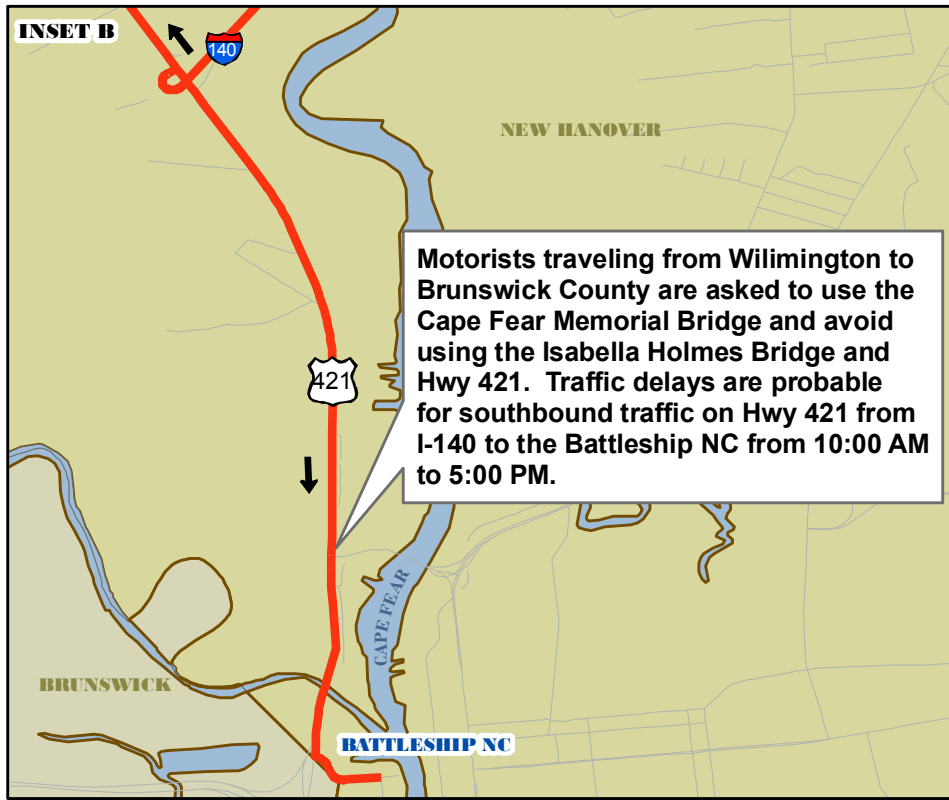 INSET B
140
NEW HANOVER
Motorists traveling from Wilimington to
Brunswick County are asked to use the
Cape Fear Memorial Bridge and avoid
using the Isabella Holmes Bridge and
Hwy 421.  Traffic delays are probable
for southbound traffic on Hwy 421 from
I-140 to the Battleship NC from 10:00 AM
to 5:00 PM.
421
CAPE FEAR
BRUNSWICK
BATTLESHIP NC